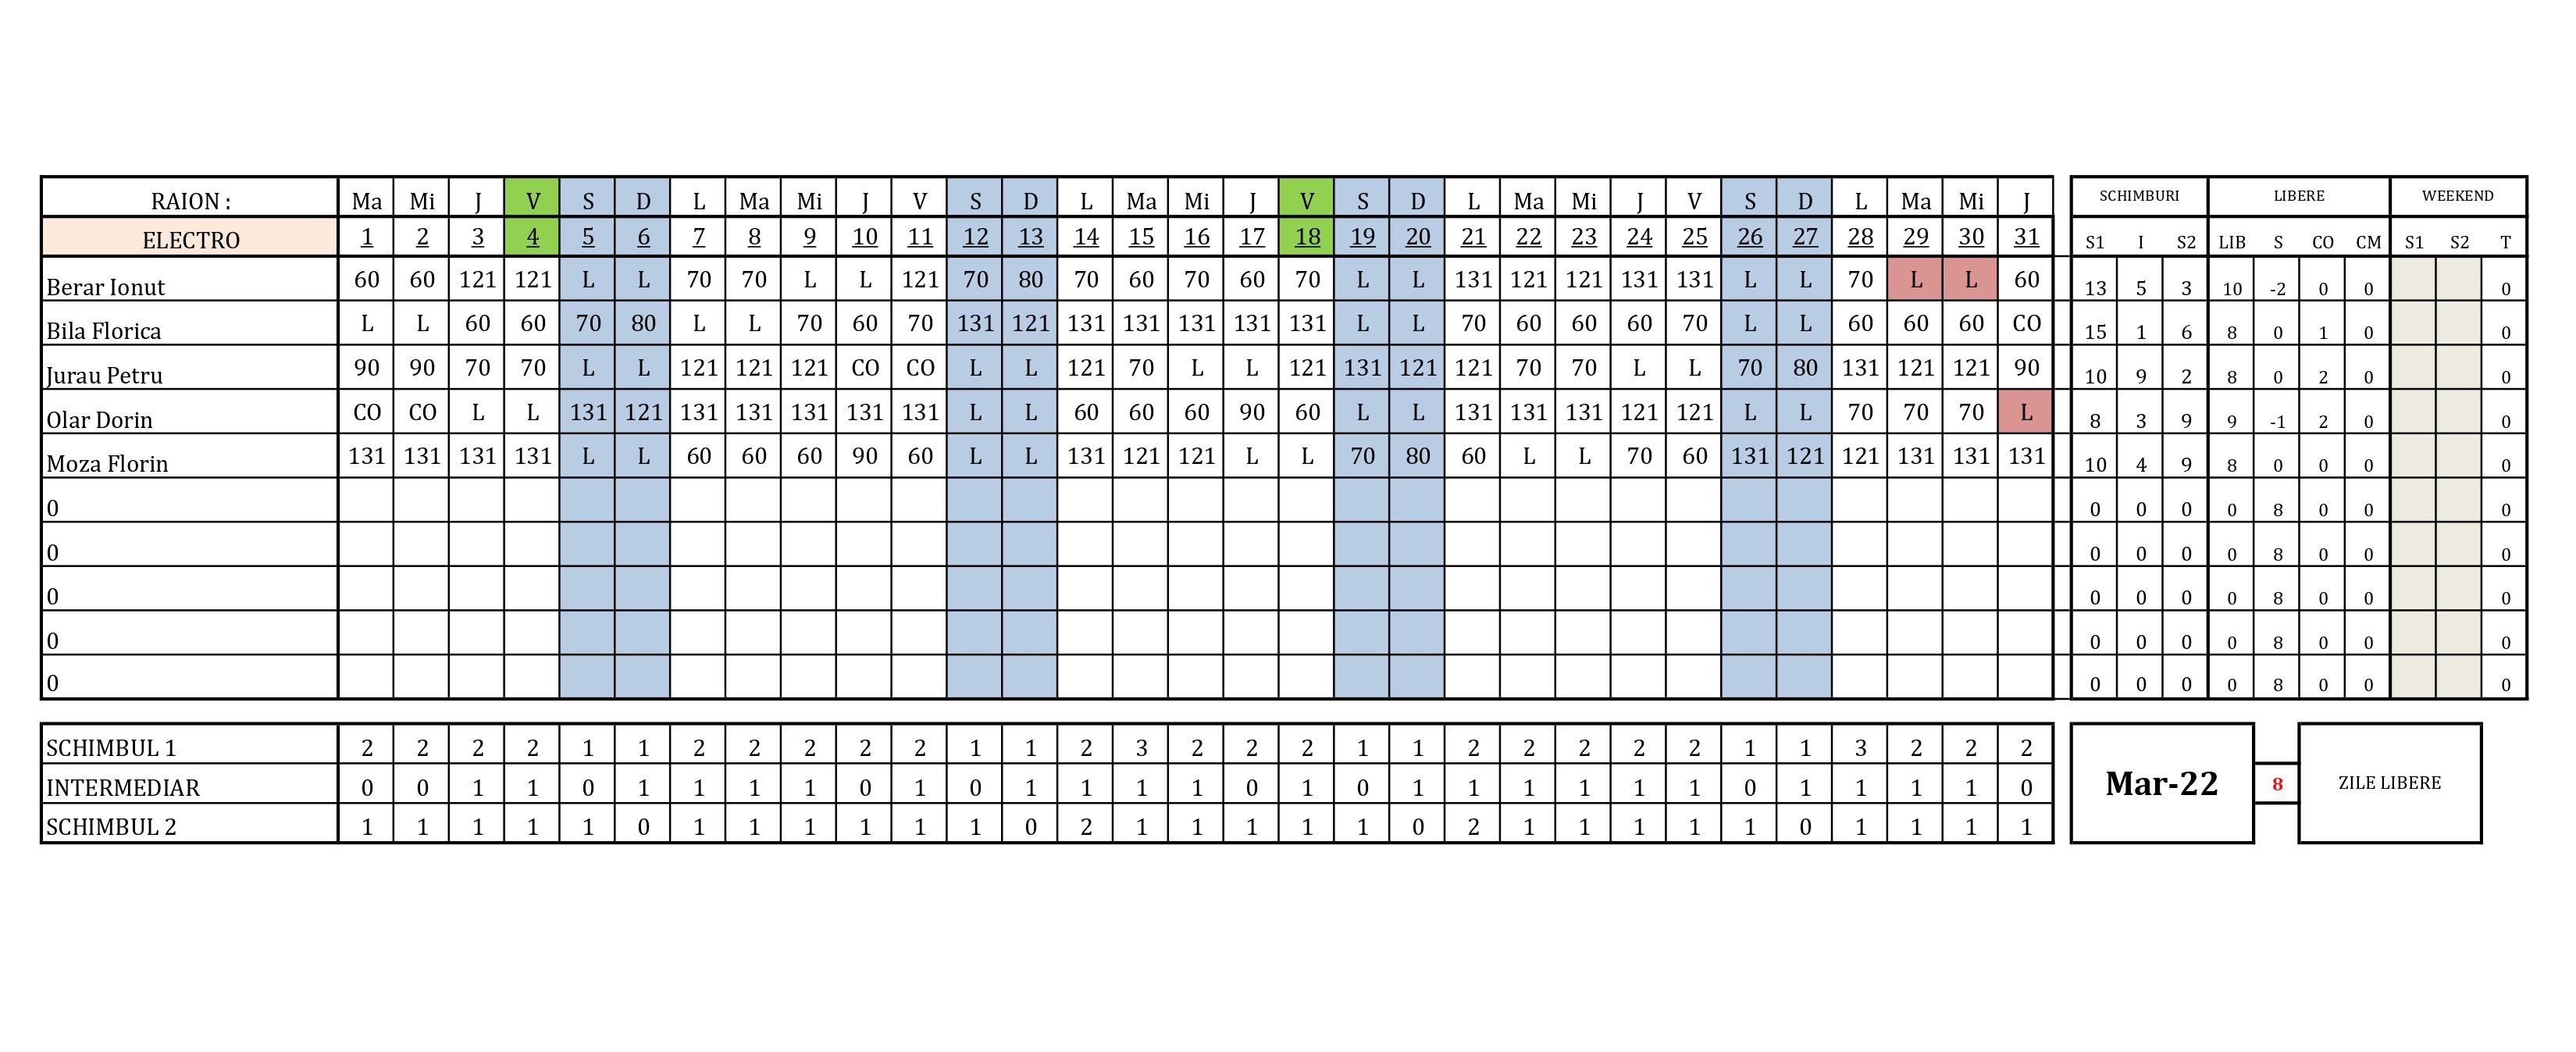 RAION : Ma Mi J V S D L Ma Mi J V S D L Ma Mi J V S D L Ma Mi J V S D L Ma Mi J SCHIMBURI LIBERE WEEKEND
ELECTRO 1 2 3 4 5 6 7 8 9 10 11 12 13 14 15 16 17 18 19 20 21 22 23 24 25 26 27 28 29 30 31 S1 I S2 LIB S CO CM S1 S2 T
Berar Ionut 60 60 121 121 L L 70 70 L L 121 70 80 70 60 70 60 70 L L 131 121 121 131 131 L L 70 L L 60 13 5 3 10 -2 0 0 0
Bila Florica L L 60 60 70 80 L L 70 60 70 131 121 131 131 131 131 131 L L 70 60 60 60 70 L L 60 60 60 CO 15 1 6 8 0 1 0 0
Jurau Petru 90 90 70 70 L L 121 121 121 CO CO L L 121 70 L L 121 131 121 121 70 70 L L 70 80 131 121 121 90 10 9 2 8 0 2 0 0
Olar Dorin CO CO L L 131 121 131 131 131 131 131 L L 60 60 60 90 60 L L 131 131 131 121 121 L L 70 70 70 L 8 3 9 9 -1 2 0 0
Moza Florin 131 131 131 131 L L 60 60 60 90 60 L L 131 121 121 L L 70 80 60 L L 70 60 131 121 121 131 131 131 10 4 9 8 0 0 0 0
0 0 0 0 0 8 0 0 0
0 0 0 0 0 8 0 0 0
0 0 0 0 0 8 0 0 0
0 0 0 0 0 8 0 0 0
0 0 0 0 0 8 0 0 0
SCHIMBUL 1 2 2 2 2 1 1 2 2 2 2 2 1 1 2 3 2 2 2 1 1 2 2 2 2 2 1 1 3 2 2 2
INTERMEDIAR 0 0 1 1 0 1 1 1 1 0 1 0 1 1 1 1 0 1 0 1 1 1 1 1 1 0 1 1 1 1 0
SCHIMBUL 2 1 1 1 1 1 0 1 1 1 1 1 1 0 2 1 1 1 1 1 0 2 1 1 1 1 1 0 1 1 1 1
Mar-22 8 ZILE LIBERE